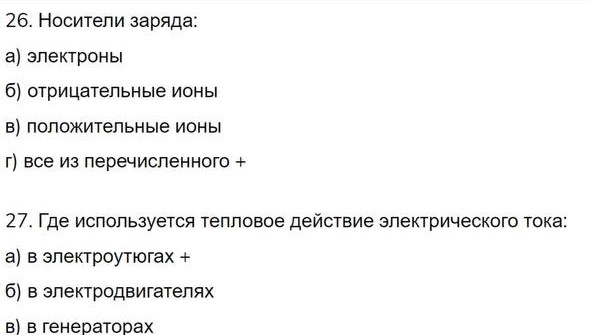 26. Носители заряда:
а) электроны
б) отрицательные ионы
в) положительные ионы
г) все из перечисленного +
27. Где используется тепловое действие электрического тока:
а) в электроутюгах +
б) в электродвигателях
в) в генераторах